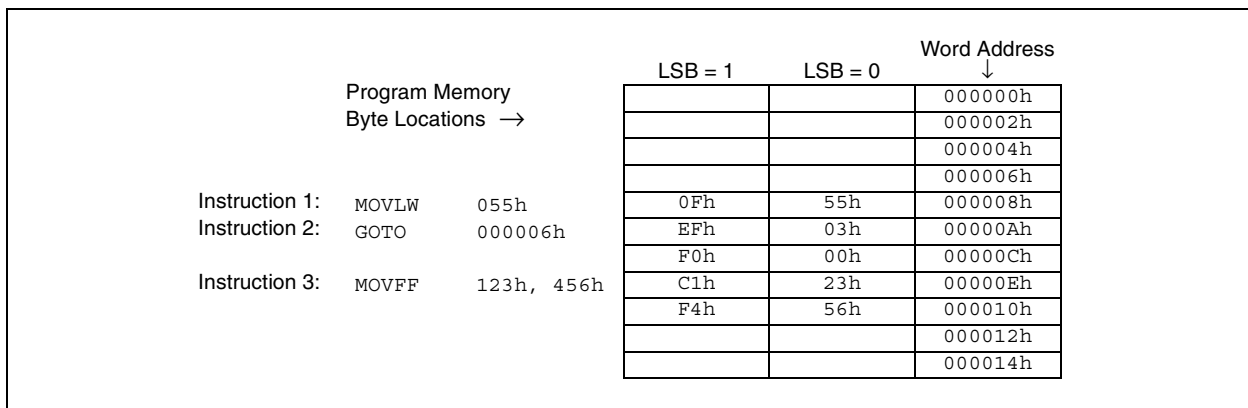 Word Address
LSB = 1 LSB = 0 ↓
Program Memory 000000h
Byte Locations → 000002h
000004h
000006h
Instruction 1: MOVLW 055h 0Fh 55h 000008h
Instruction 2: GOTO 000006h EFh 03h 00000Ah
F0h 00h 00000Ch
Instruction 3: MOVFF 123h, 456h C1h 23h 00000Eh
F4h 56h 000010h
000012h
000014h